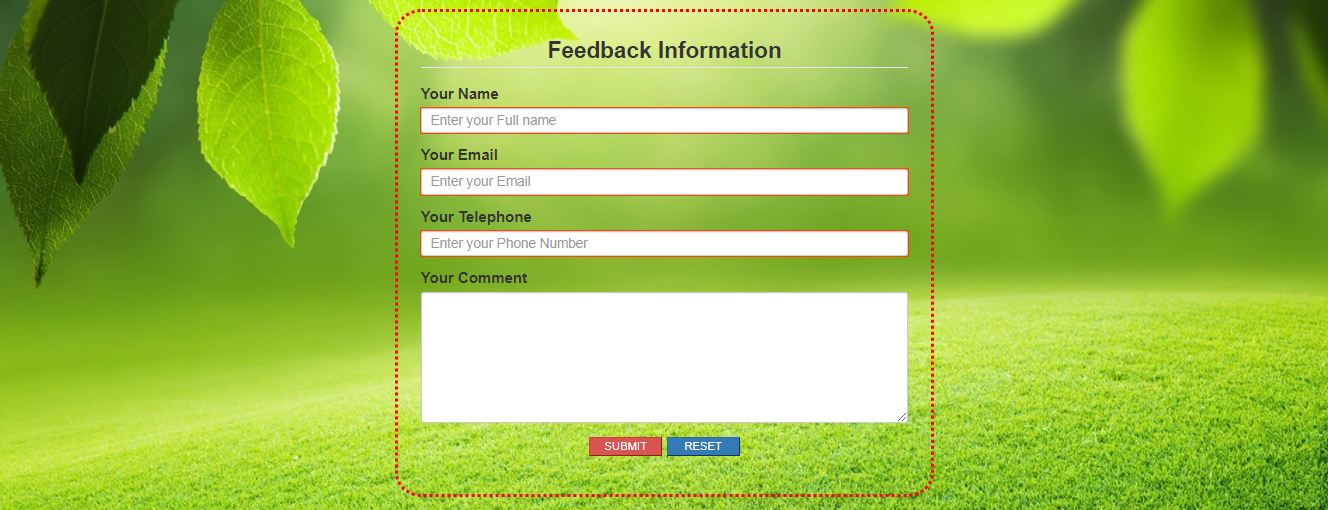 Feedback Information
Your Name
Enter your Full name
Your Email
Enter your Email
Your Telephone
Enter your Phone Number
Your Comment
SUBMIT RESET